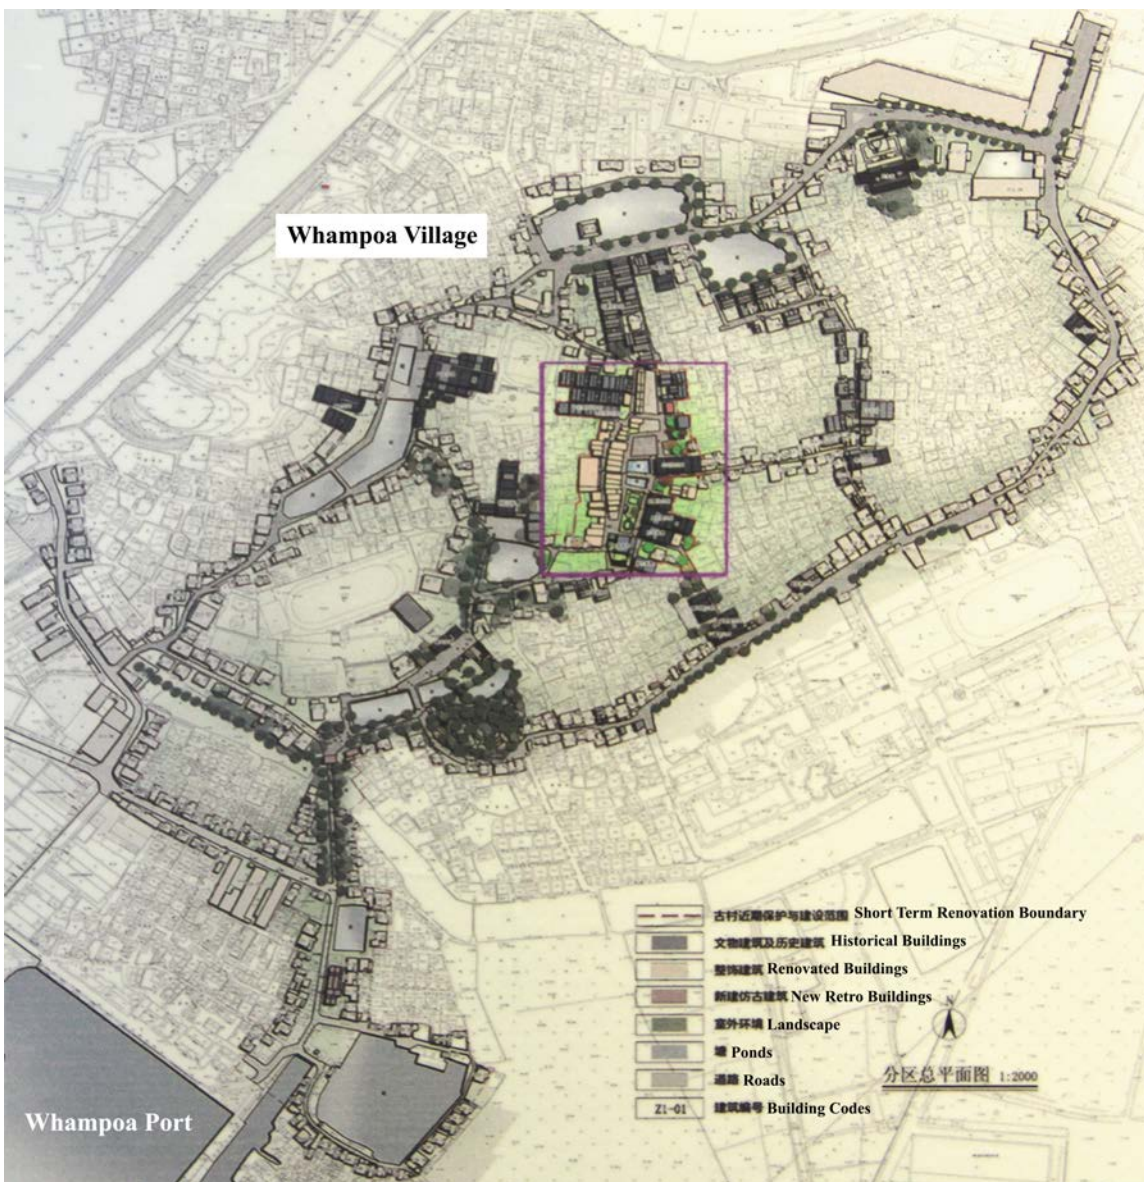 Whampoa Village
古村近期保护与建设范围 Short Term Renovation Boundary
文物建筑及历史建筑 Historical Buildings
整饰建筑 Renovated Buildings
新建仿古建筑 New Retro Buildings
室外环境 Landscape
塘 Ponds
道路 Roads
Z1-01 建筑编号 Building Codes
N
分区总平面图 1:2000
Whampoa Port